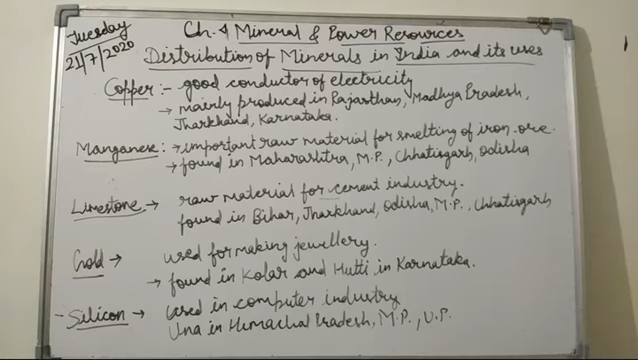 Tuesday
21/7/2020
Ch-4 Mineral & Power Resources
Distribution of Minerals in India and its uses
Copper :- good conductor of electricity
→ mainly produced in Rajasthan, Madhya Pradesh,
Jharkhand, Karnataka.
Manganese: → important raw material for smelting of iron-ore.
→ found in Maharashtra, M.P., Chhatisgarh, Odisha
Limestone → raw material for cement industry.
found in Bihar, Jharkhand, Odisha, M.P., Chhatisgarh
Gold → used for making jewellery.
→ found in Kolar and Hutti in Karnataka.
- Silicon → Used in computer industry
Una in Himachal Pradesh, M.P., U.P.